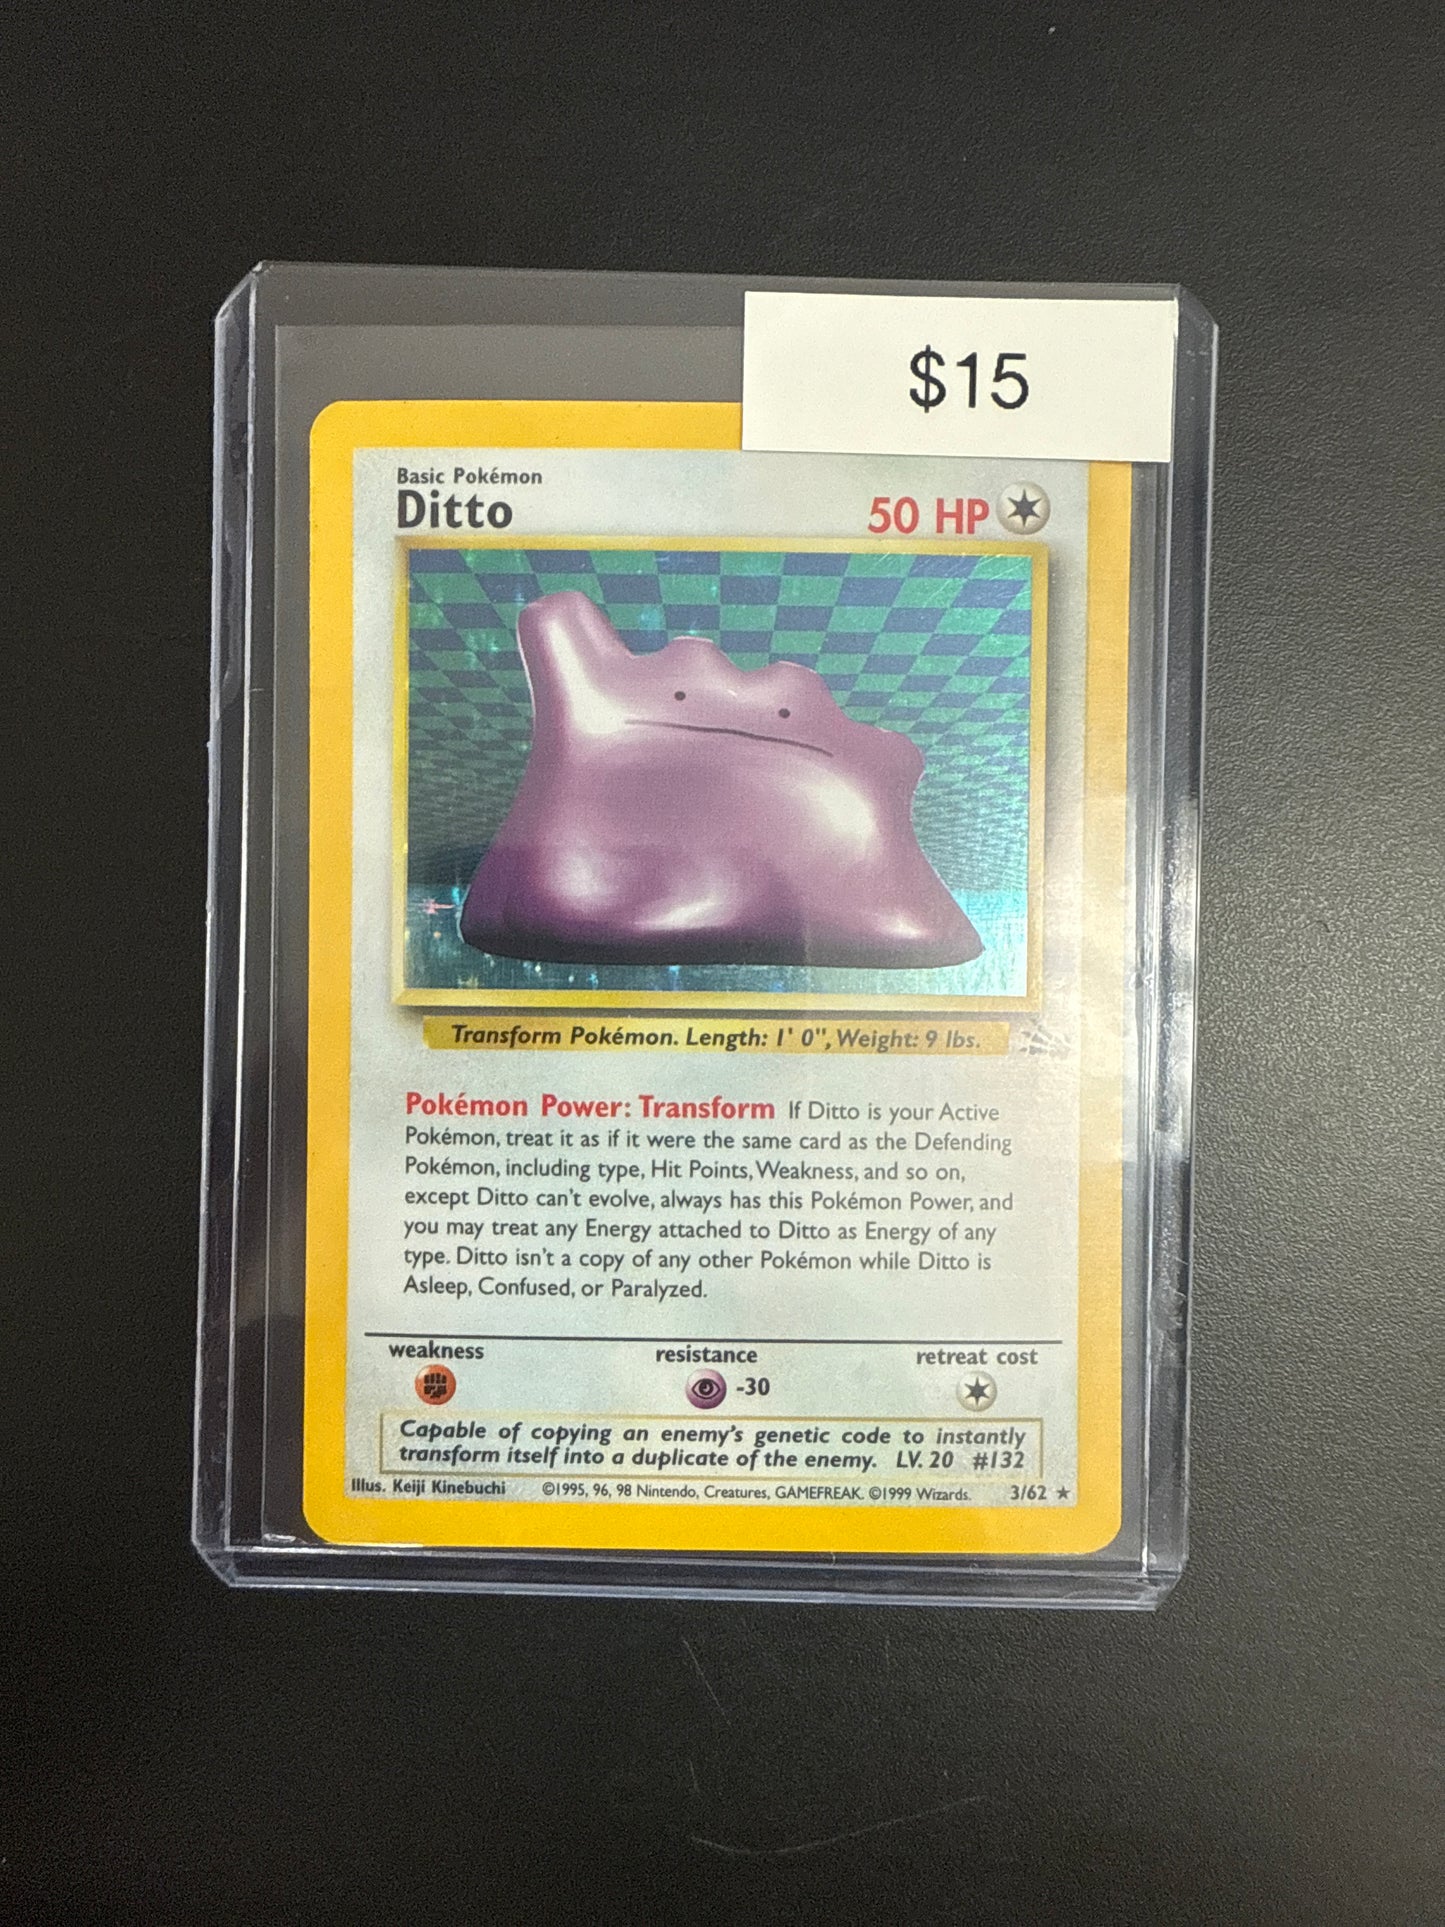 $15
Basic Pokémon
Ditto
50 HP
Transform Pokémon. Length: 1' 0", Weight: 9 lbs.
Pokémon Power: Transform If Ditto is your Active
Pokémon, treat it as if it were the same card as the Defending
Pokémon, including type, Hit Points, Weakness, and so on,
except Ditto can't evolve, always has this Pokémon Power, and
you may treat any Energy attached to Ditto as Energy of any
type. Ditto isn't a copy of any other Pokémon while Ditto is
Asleep, Confused, or Paralyzed.
weakness resistance retreat cost
-30
Capable of copying an enemy's genetic code to instantly
transform itself into a duplicate of the enemy. LV. 20 #132
Illus. Keiji Kinebuchi ©1995, 96, 98 Nintendo, Creatures, GAMEFREAK. ©1999 Wizards. 3/62 ★